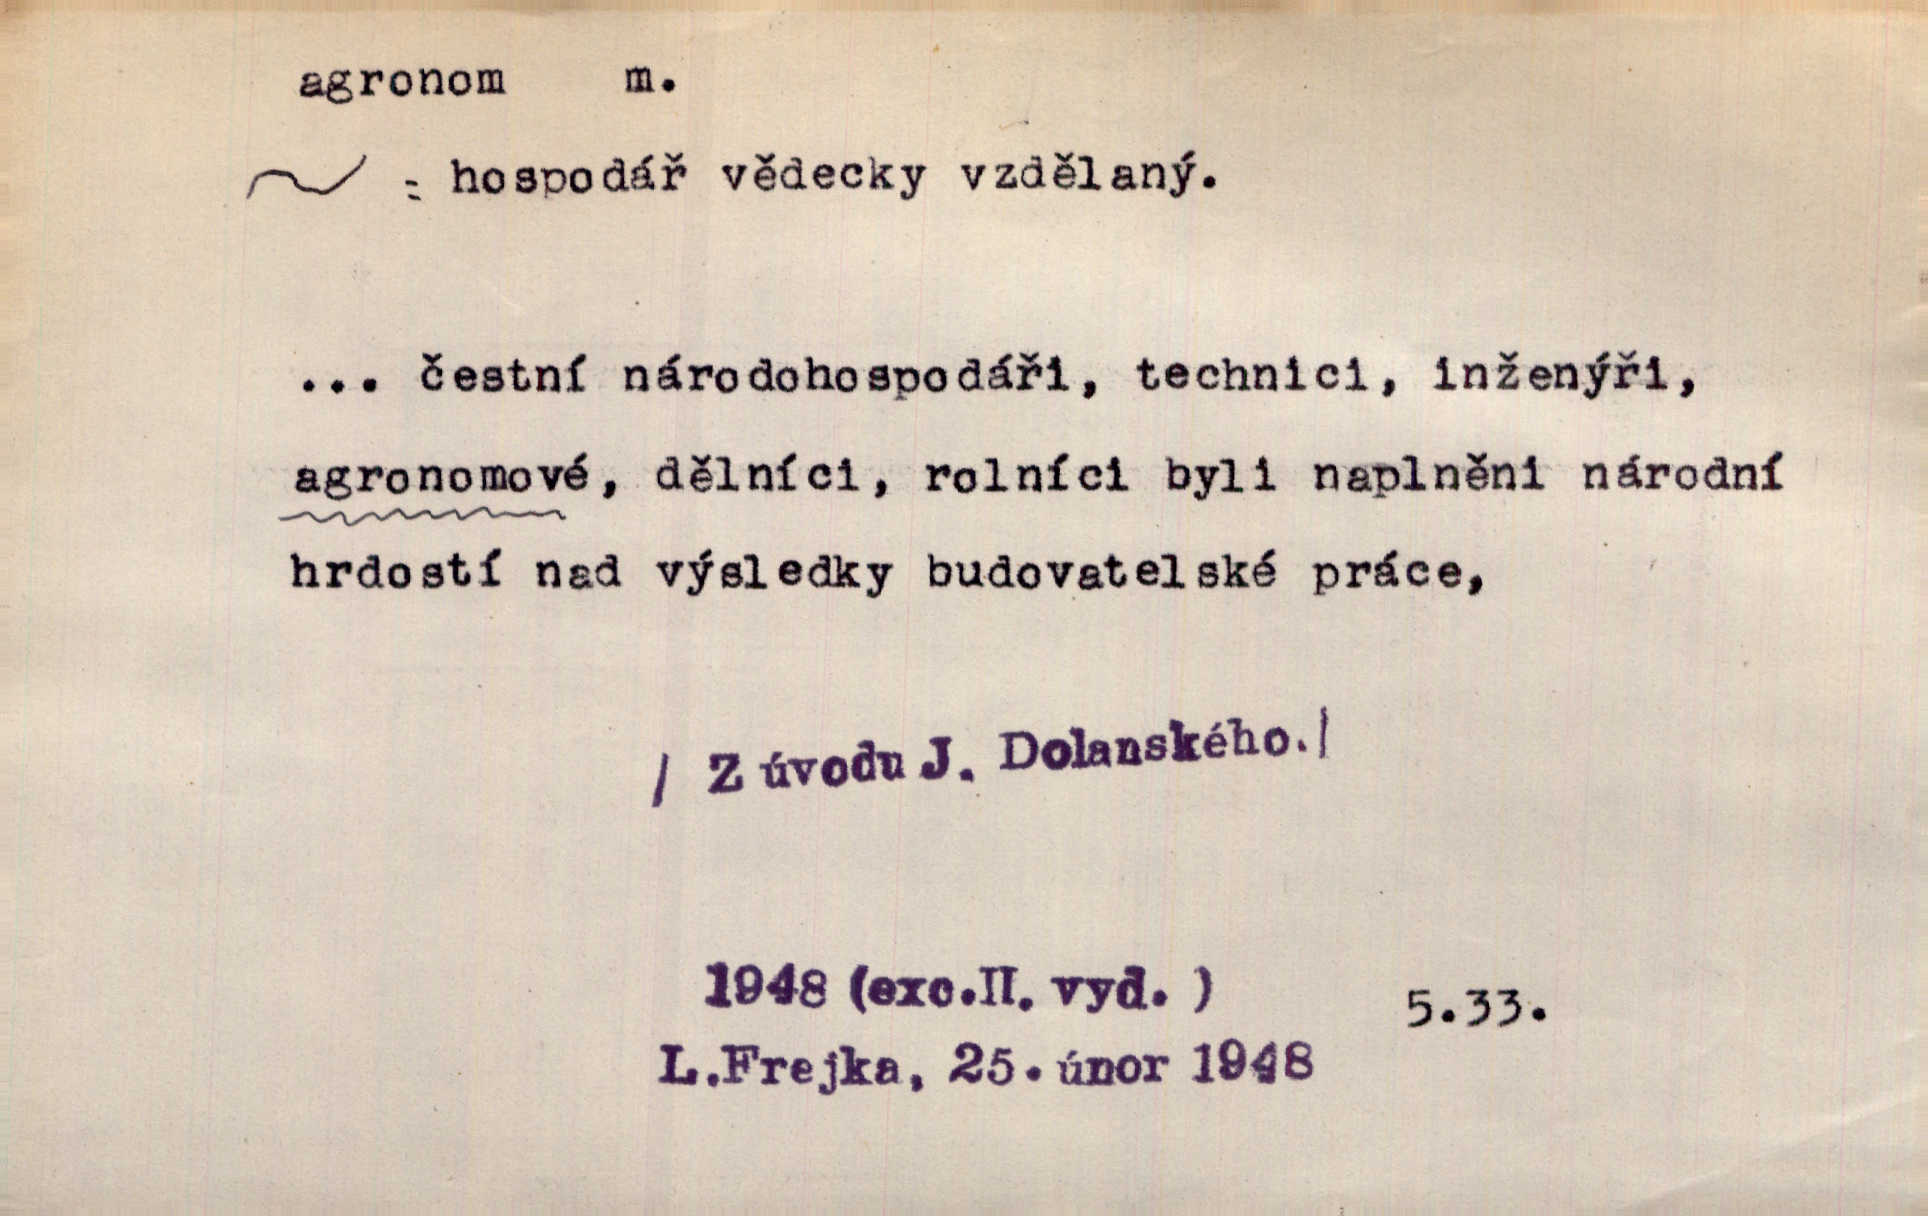 agronom m.
: hospodář vědecky vzdělaný.
... čestní národohospodáři, technici, inženýři,
agronomové, dělníci, rolníci byli naplněni národní
hrdostí nad výsledky budovatelské práce,
/ Z úvodu J. Dolanského./
1948 (exc.II. vyd. )
5.33.
L.Frejka, 25. únor 1948